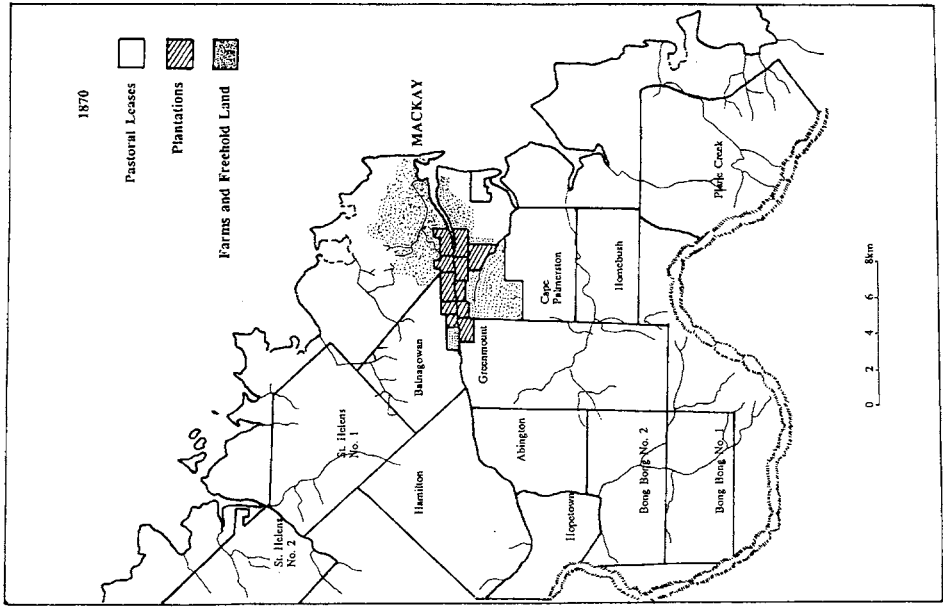 1870
Pastoral Leases
Plantations
Farms and Freehold Land
MACKAY
St. Helens
No. 2
St. Helens
No. 1
Balnagowan
Hamilton
Greenmount
Abington
Hopetown
Bong Bong No. 2
Bong Bong No. 1
Cape
Palmerston
Homebush
Plane Creek
0 2 4 6 8km